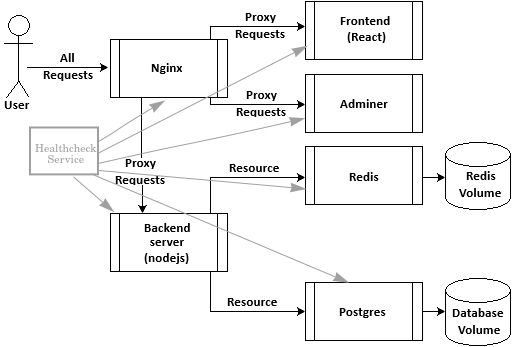 Proxy
Requests
Frontend
(React)
All
Requests
Nginx
User
Proxy
Requests
Adminer
Healthcheck
Service
Proxy
Requests
Resource
Redis
Redis
Volume
Backend
server
(nodejs)
Resource
Postgres
Database
Volume